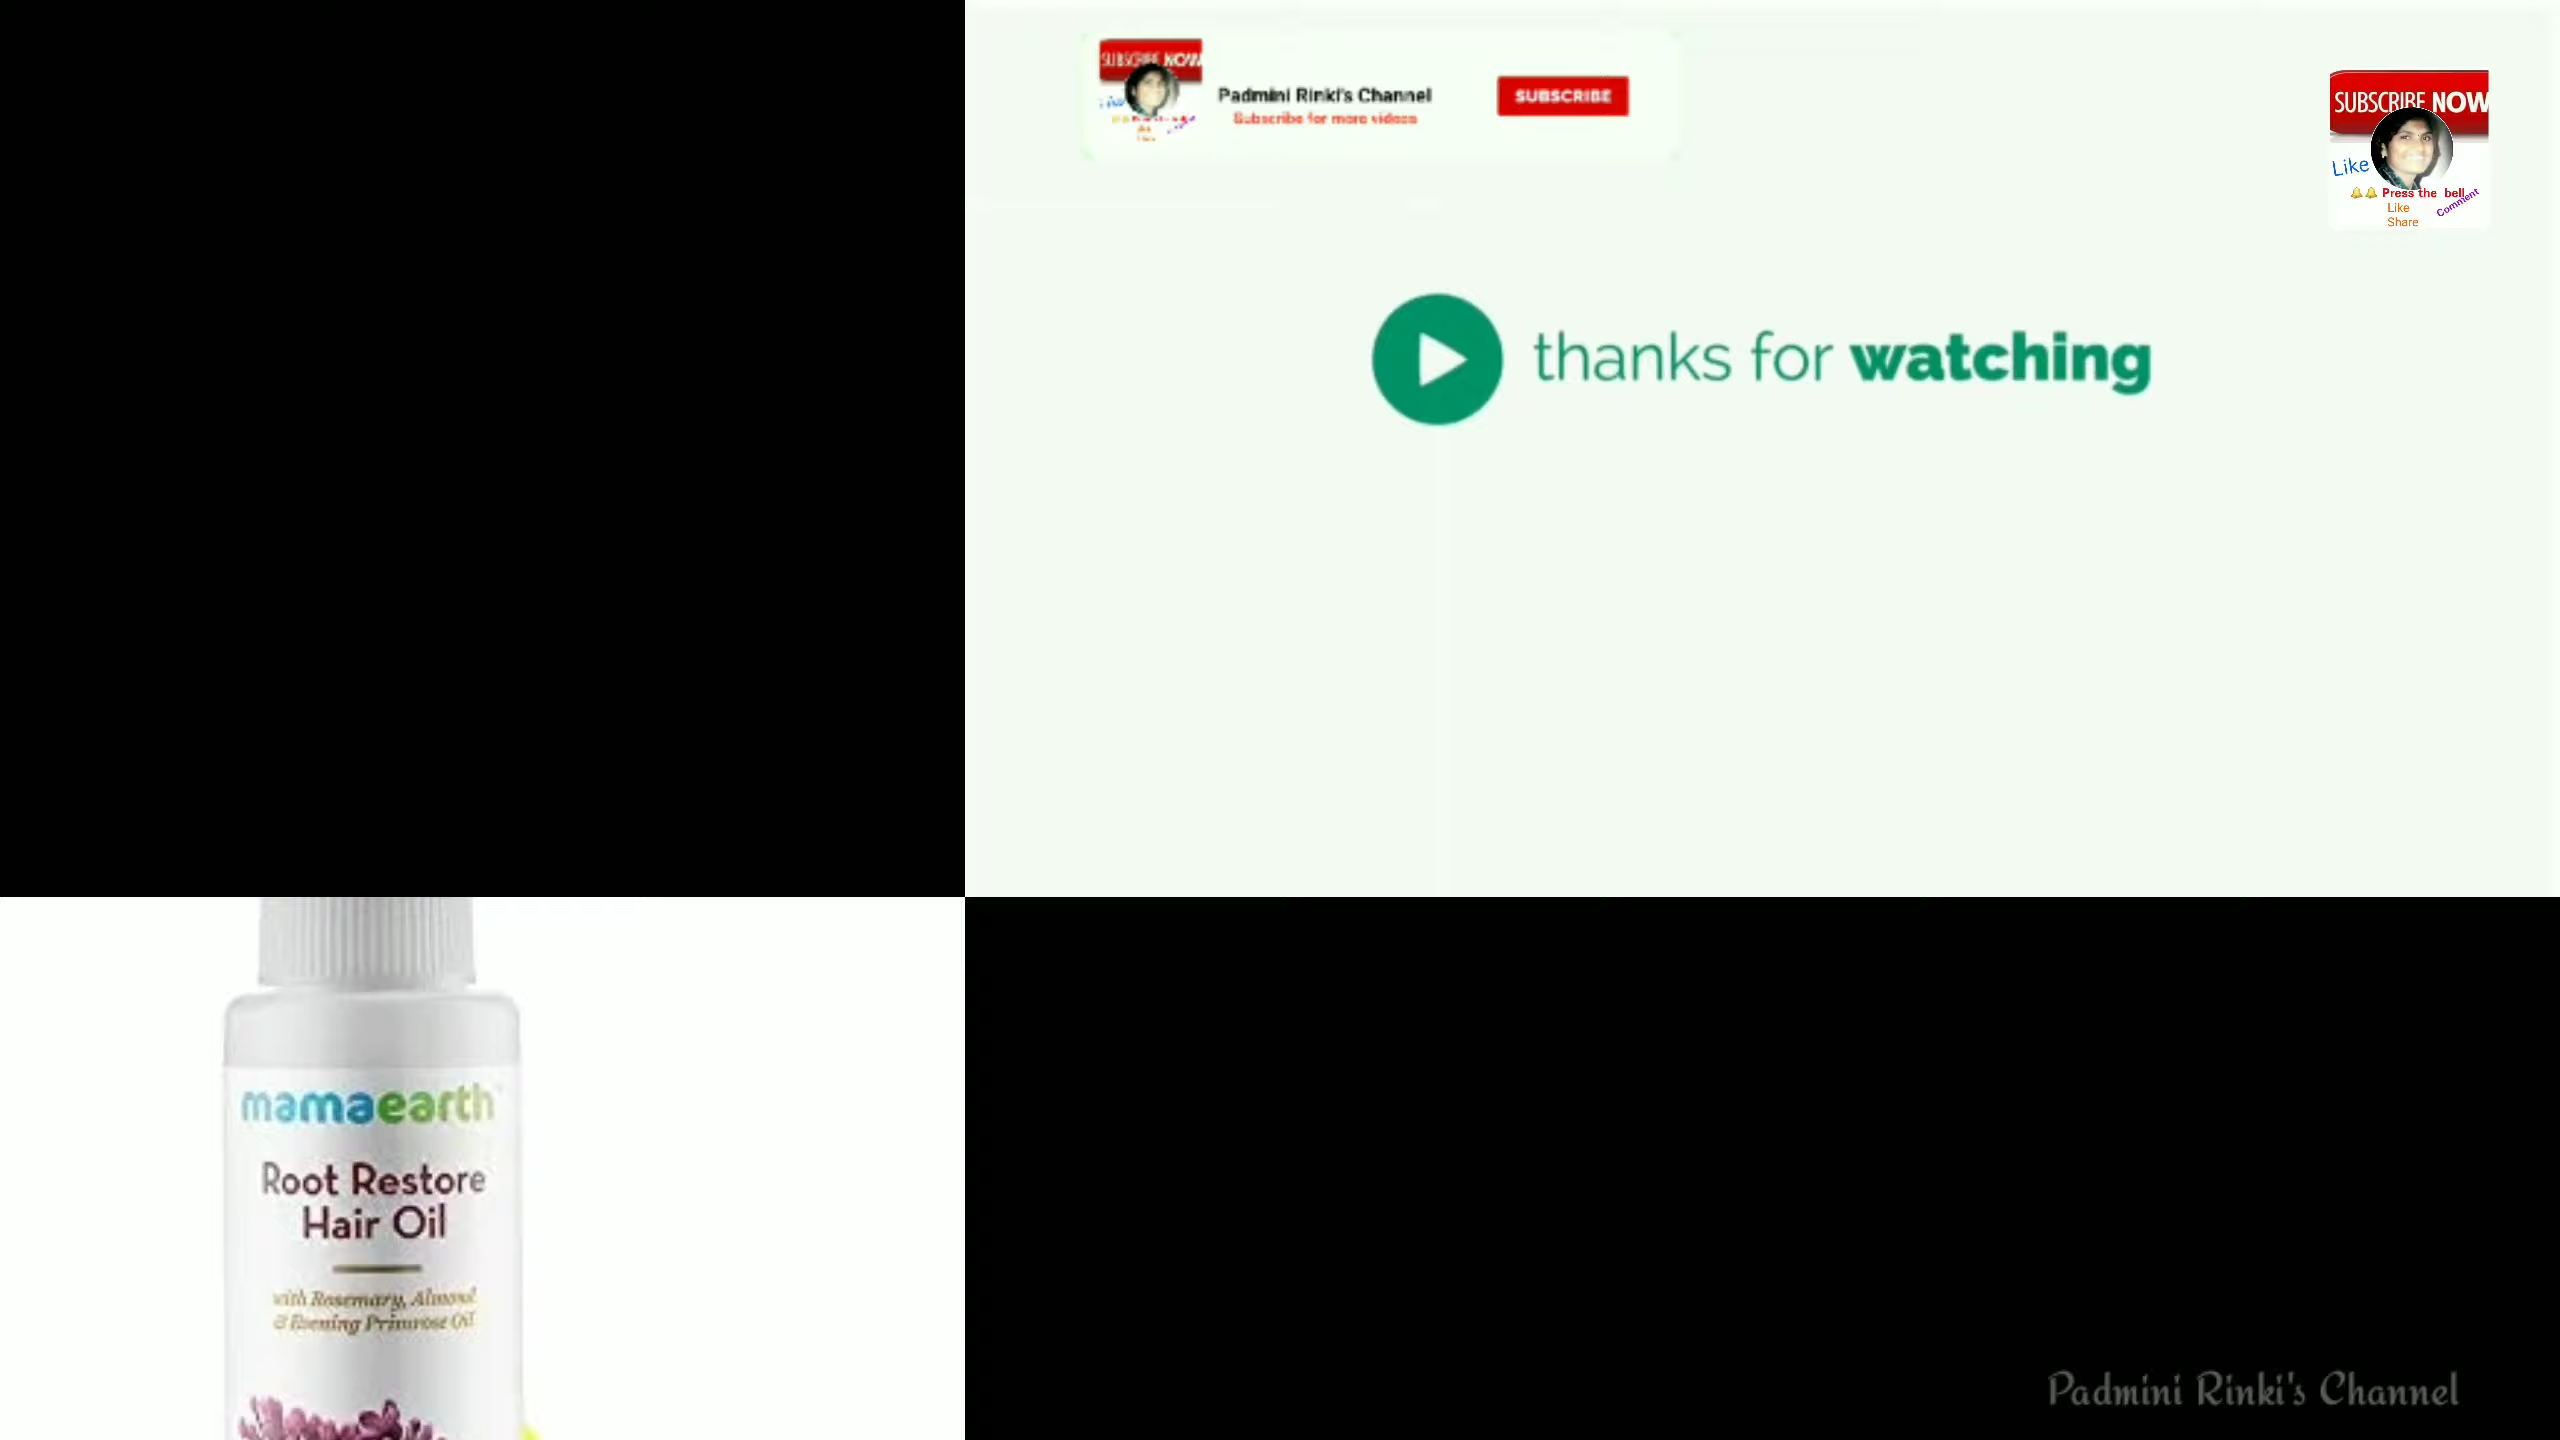 SUBSCRIBE NOW
Padmini Rinki's Channel
Subscribe for more videos
SUBSCRIBE
SUBSCRIBE NOW
Like
🔔🔔 Press the bell
Comment
Like
Share
thanks for watching
mamaearth
Root Restore
Hair Oil
with Rosemary, Almond
& Evening Primrose Oil
Padmini Rinki's Channel